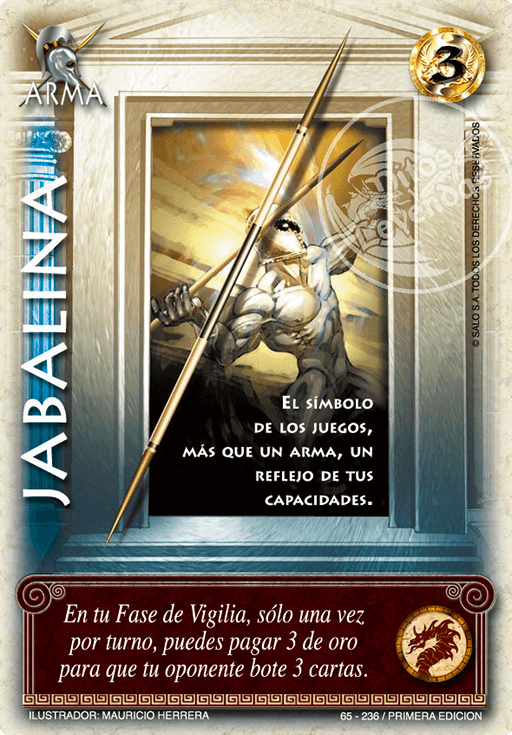 3
ARMA
JABALINA
© SALO S.A. TODOS LOS DERECHOS RESERVADOS
mitos
y leyendas
EL SÍMBOLO
DE LOS JUEGOS,
MÁS QUE UN ARMA, UN
REFLEJO DE TUS
CAPACIDADES.
En tu Fase de Vigilia, sólo una vez
por turno, puedes pagar 3 de oro
para que tu oponente bote 3 cartas.
ILUSTRADOR: MAURICIO HERRERA
65 - 236 / PRIMERA EDICION